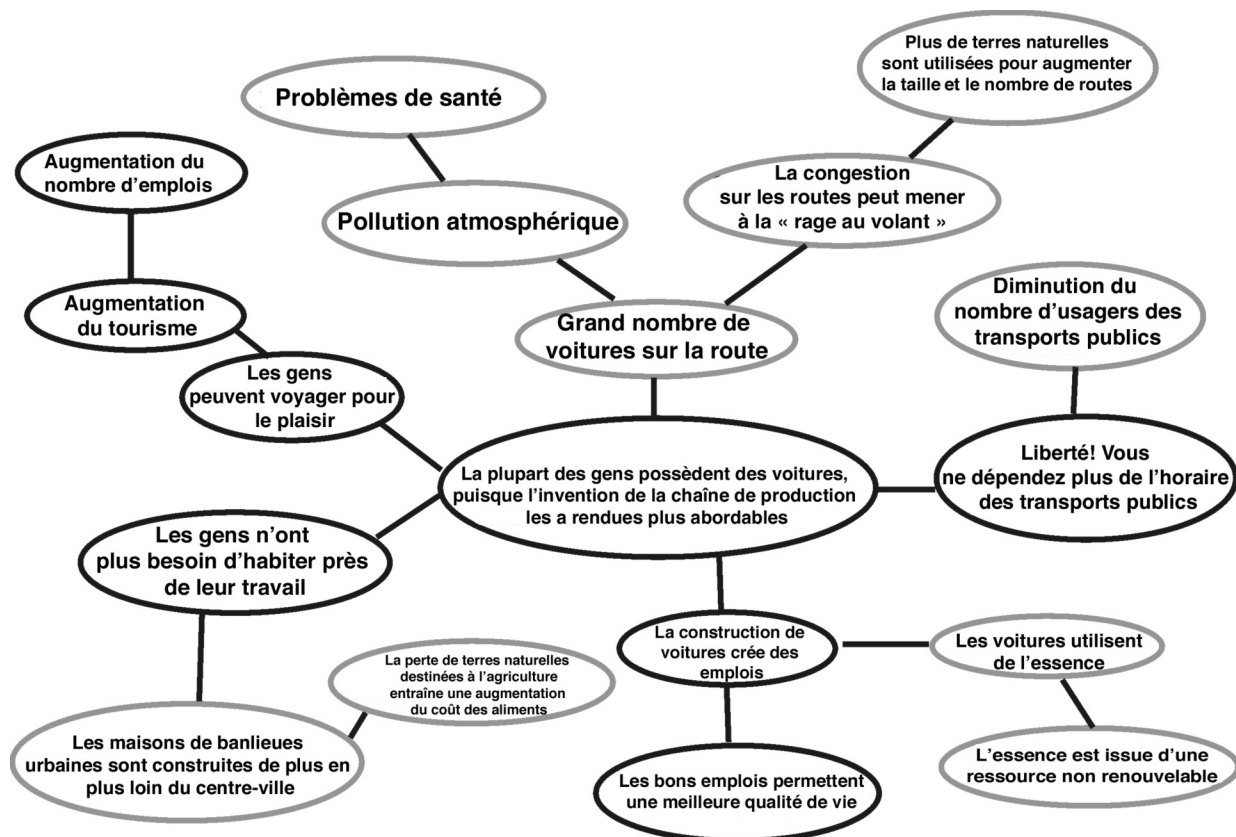 Plus de terres naturelles
sont utilisées pour augmenter
la taille et le nombre de routes
Problèmes de santé
Augmentation du
nombre d'emplois
La congestion
sur les routes peut mener
à la « rage au volant »
Pollution atmosphérique
Augmentation
du tourisme
Grand nombre de
voitures sur la route
Diminution du
nombre d'usagers des
transports publics
Les gens
peuvent voyager pour
le plaisir
La plupart des gens possèdent des voitures,
puisque l'invention de la chaîne de production
les a rendues plus abordables
Liberté! Vous
ne dépendez plus de l'horaire
des transports publics
Les gens n'ont
plus besoin d'habiter près
de leur travail
La construction de
voitures crée des
emplois
Les voitures utilisent
de l'essence
La perte de terres naturelles
destinées à l'agriculture
entraîne une augmentation
du coût des aliments
Les maisons de banlieues
urbaines sont construites de plus en
plus loin du centre-ville
Les bons emplois permettent
une meilleure qualité de vie
L'essence est issue d'une
ressource non renouvelable